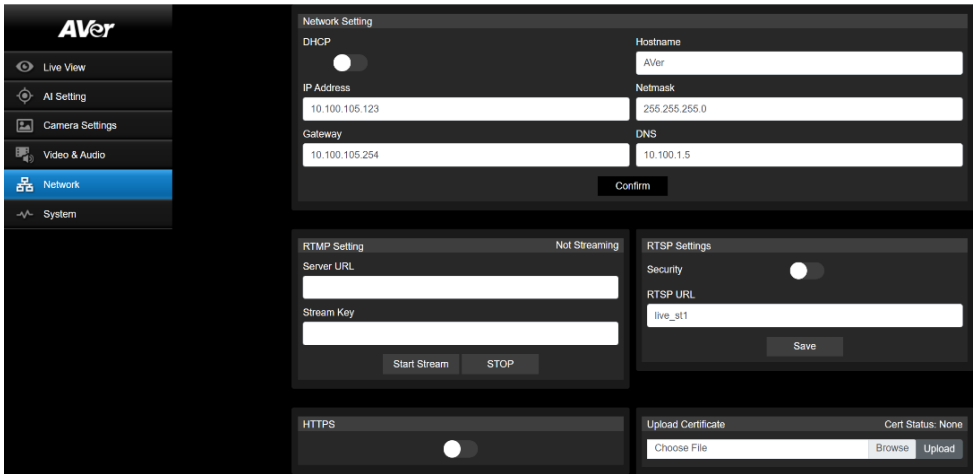 AVer
Live View
AI Setting
Camera Settings
Video & Audio
Network
System
Network Setting
DHCP
Hostname
AVer
IP Address
Netmask
10.100.105.123
255.255.255.0
Gateway
DNS
10.100.105.254
10.100.1.5
Confirm
RTMP Setting Not Streaming
Server URL
Stream Key
Start Stream STOP
RTSP Settings
Security
RTSP URL
live_st1
Save
HTTPS
Upload Certificate Cert Status: None
Choose File Browse Upload